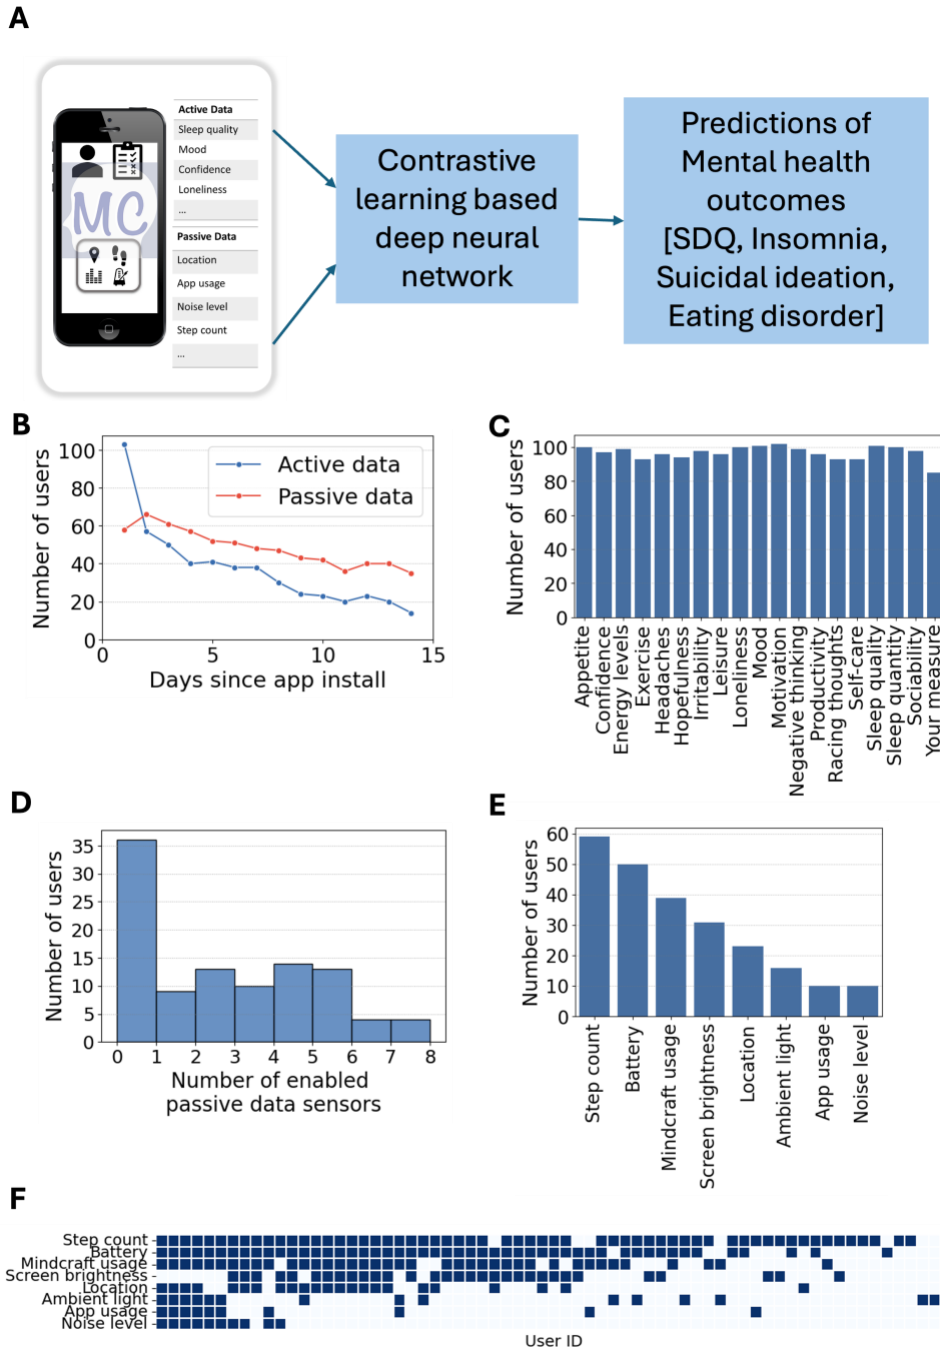 A
Active Data
Sleep quality
Mood
Confidence
Loneliness
...
Passive Data
Location
App usage
Noise level
Step count
...
MC
Contrastive
learning based
deep neural
network
Predictions of
Mental health
outcomes
[SDQ, Insomnia,
Suicidal ideation,
Eating disorder]
B
Number of users
100
80
60
40
20
0
Active data
Passive data
0 5 10 15
Days since app install
C
Number of users
100
80
60
40
20
0
Appetite
Confidence
Energy levels
Exercise
Headaches
Hopefulness
Irritability
Leisure
Loneliness
Mood
Motivation
Negative thinking
Productivity
Racing thoughts
Self-care
Sleep quality
Sleep quantity
Sociability
Your measure
D
Number of users
35
30
25
20
15
10
5
0
0 1 2 3 4 5 6 7 8
Number of enabled
passive data sensors
E
Number of users
60
50
40
30
20
10
0
Step count
Battery
Mindcraft usage
Screen brightness
Location
Ambient light
App usage
Noise level
F
Step count
Battery
Mindcraft usage
Screen brightness
Location
Ambient light
App usage
Noise level
User ID